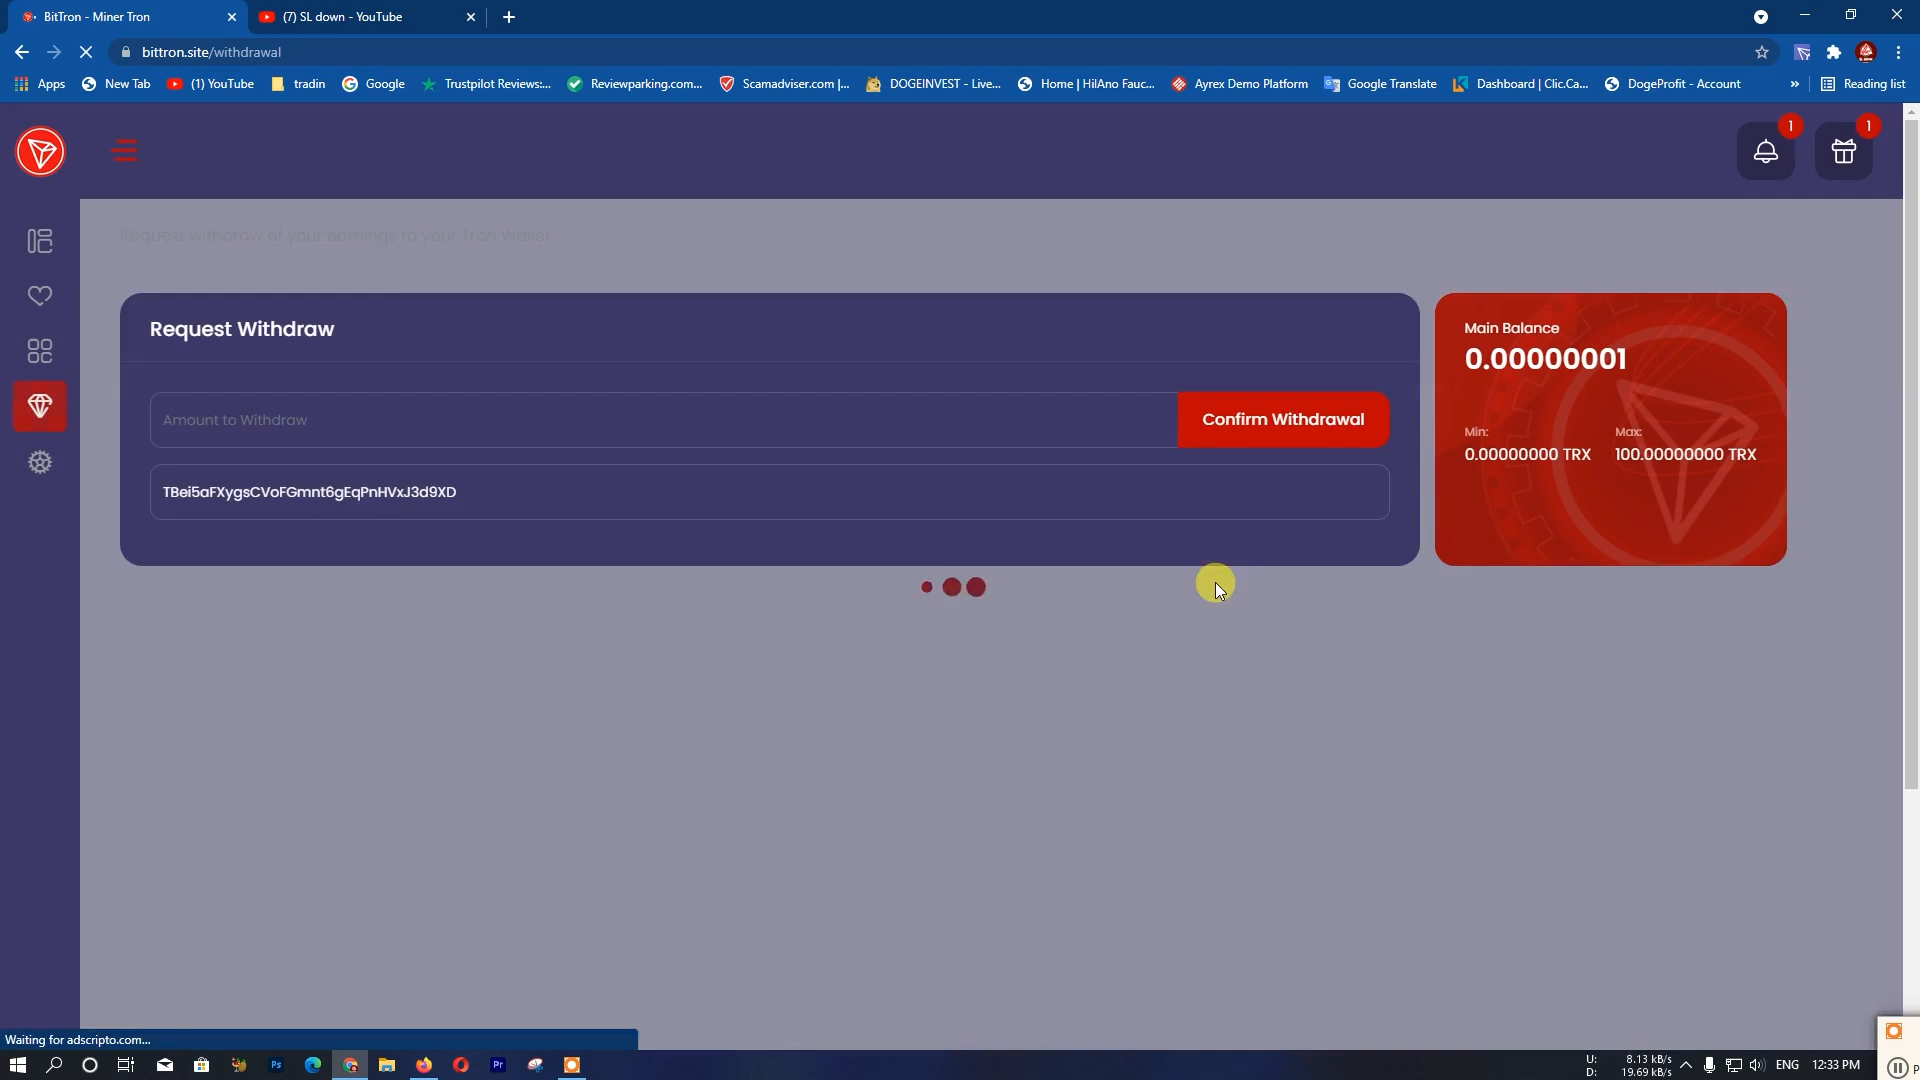 BitTron - Miner Tron
(7) SL down - YouTube
bittron.site/withdrawal
Apps
New Tab
(1) YouTube
tradin
Google
Trustpilot Reviews:...
Reviewparking.com...
Scamadviser.com |...
DOGEINVEST - Live...
Home | HilAno Fauc...
Ayrex Demo Platform
Google Translate
Dashboard | Clic.Ca...
DogeProfit - Account
»
Reading list
1
1
Request withdraw of your earnings to your Tron Wallet.
Request Withdraw
Amount to Withdraw
Confirm Withdrawal
TBei5aFXygsCVoFGmnt6gEqPnHVxJ3d9XD
Main Balance
0.00000001
Min:
Max:
0.00000000 TRX
100.00000000 TRX
Waiting for adscripto.com...
Ps
Pr
U: 8.13 kB/s
D: 19.69 kB/s
ENG
12:33 PM
P